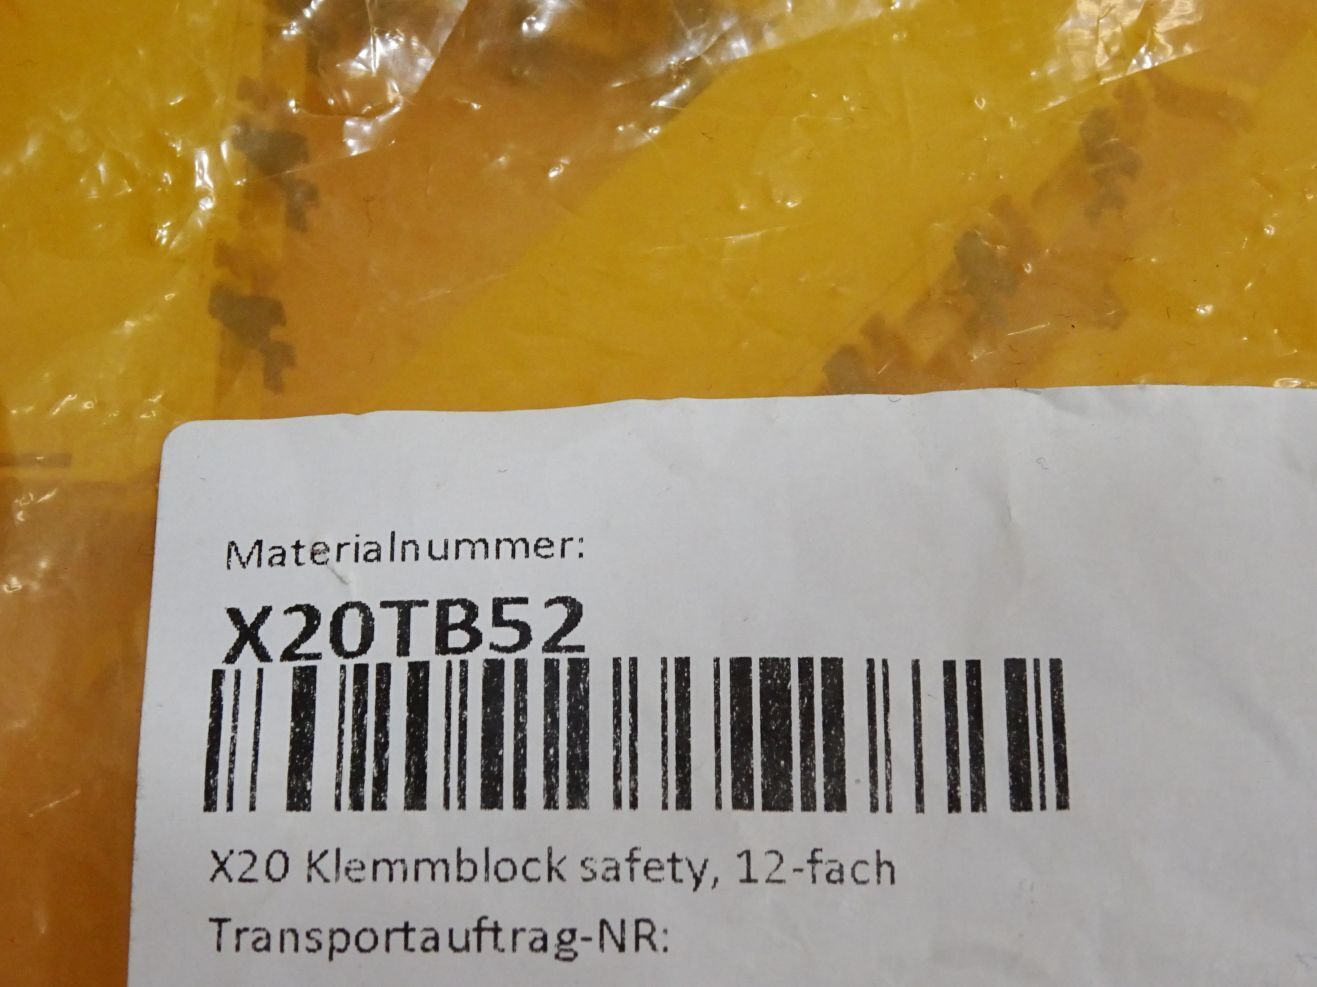 Materialnummer:
X20TB52
X20 Klemmblock safety, 12-fach
Transportauftrag-NR: